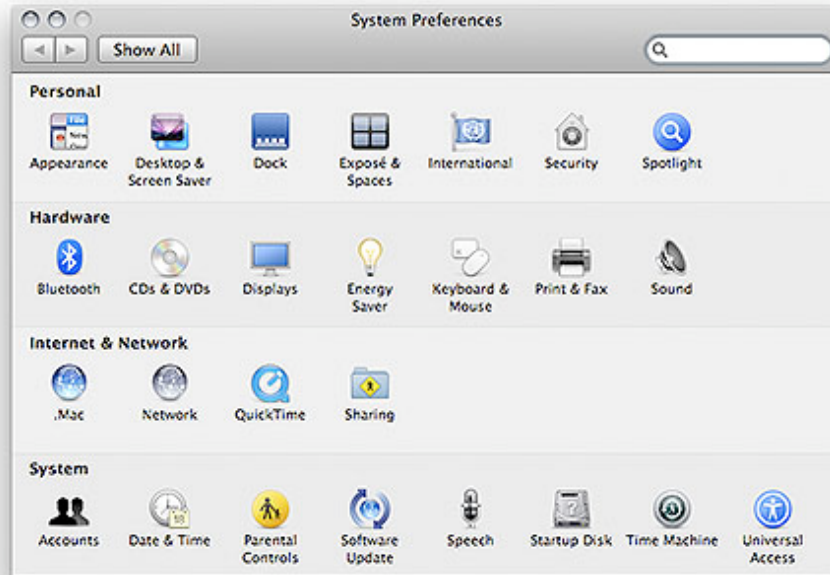 System Preferences
Show All
Personal
Appearance
Desktop &
Screen Saver
Dock
Exposé &
Spaces
International
Security
Spotlight
Hardware
Bluetooth
CDs & DVDs
Displays
Energy
Saver
Keyboard &
Mouse
Print & Fax
Sound
Internet & Network
.Mac
Network
QuickTime
Sharing
System
Accounts
Date & Time
Parental
Controls
Software
Update
Speech
Startup Disk
Time Machine
Universal
Access